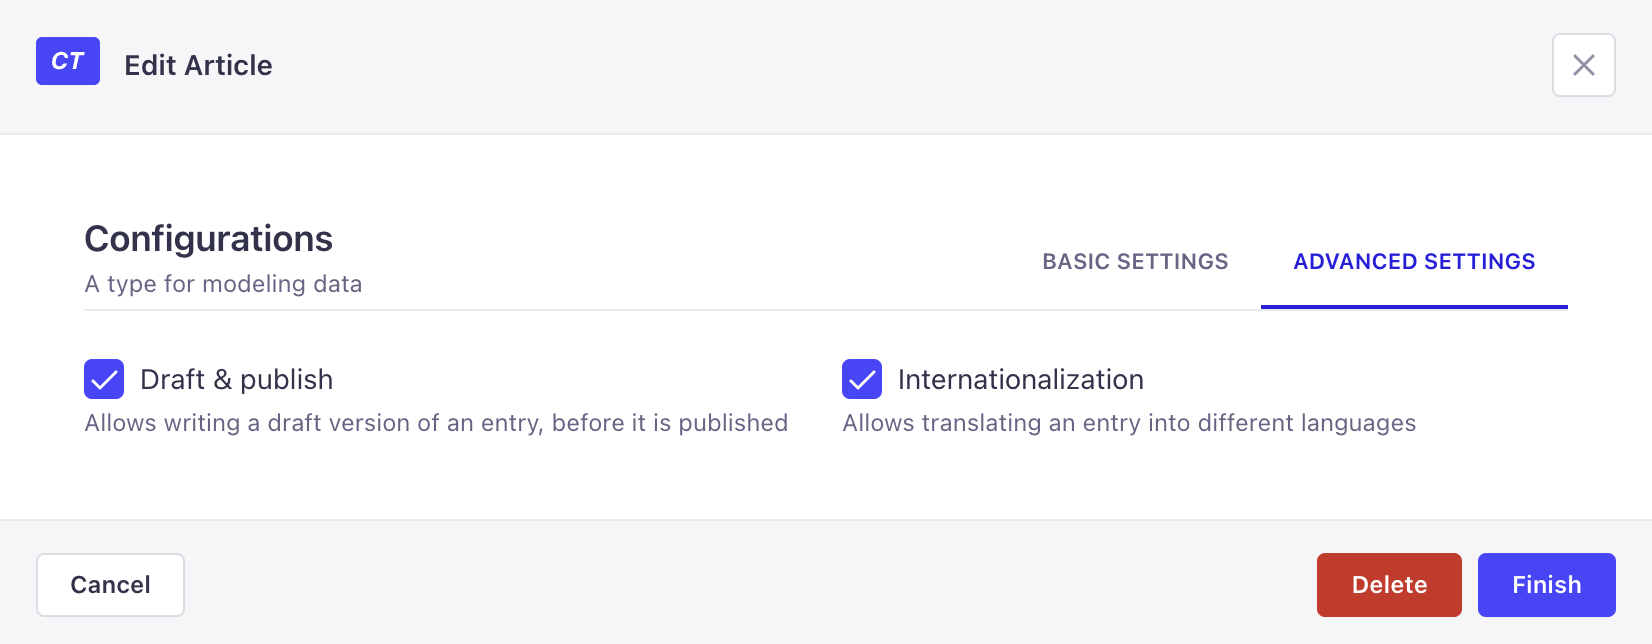 CT Edit Article
Configurations
A type for modeling data
BASIC SETTINGS ADVANCED SETTINGS
Draft & publish
Allows writing a draft version of an entry, before it is published
Internationalization
Allows translating an entry into different languages
Cancel Delete Finish